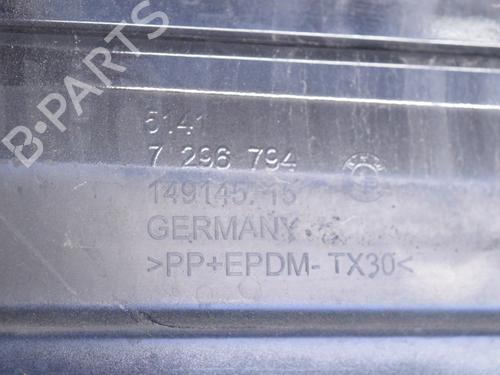 B-PARTS
5141
7 296 794
149145/15
GERMANY
>PP+EPDM-TX30<